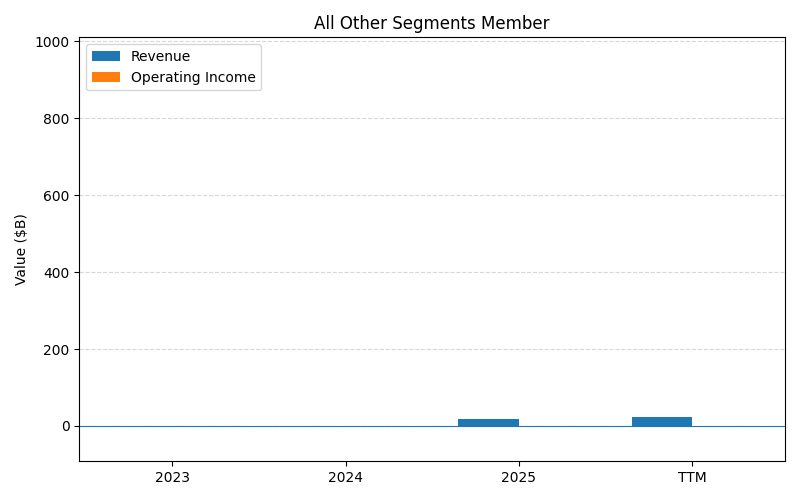 All Other Segments Member
Revenue
Operating Income
Value ($B)
1000
800
600
400
200
0
2023 2024 2025 TTM